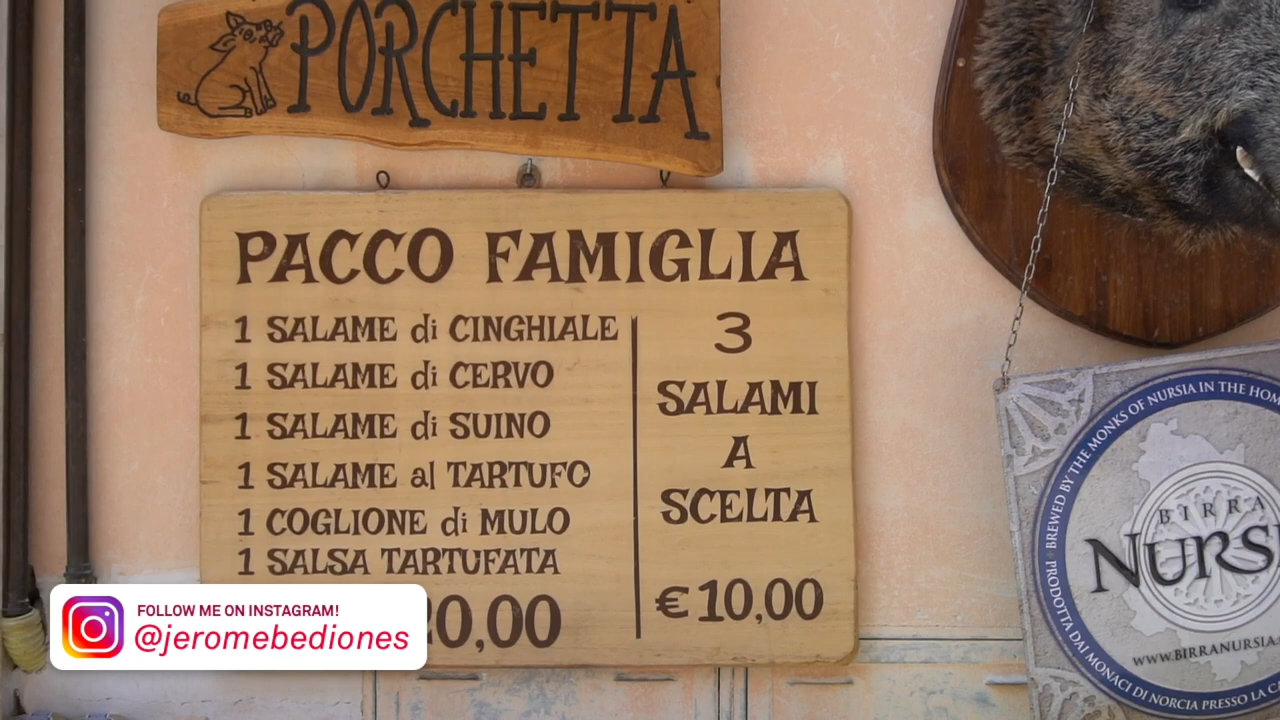 PORCHETTA
PACCO FAMIGLIA
1 SALAME di CINGHIALE
1 SALAME di CERVO
1 SALAME di SUINO
1 SALAME al TARTUFO
1 COGLIONE di MULO
1 SALSA TARTUFATA
0,00
3
SALAMI
A
SCELTA
€ 10,00
BREWED BY THE MONKS OF NURSIA IN THE
BIRRA
WWW.BIRRANURSIA.
PRODOTTA DAI MONACI DI NORCIA PRESSO LA
FOLLOW ME ON INSTAGRAM!
@jeromebediones